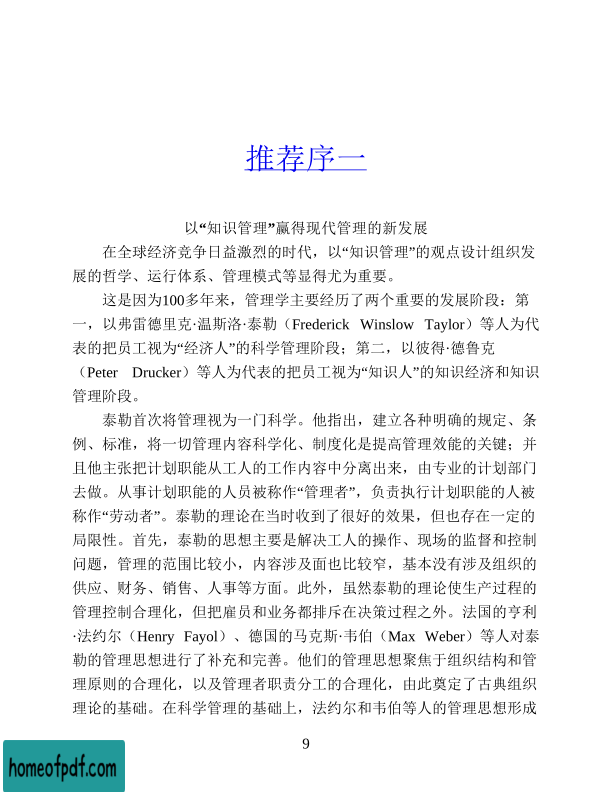 推荐序一
以“知识管理”赢得现代管理的新发展
在全球经济竞争日益激烈的时代，以“知识管理”的观点设计组织发
展的哲学、运行体系、管理模式等显得尤为重要。
这是因为100多年来，管理学主要经历了两个重要的发展阶段：第
一，以弗雷德里克·温斯洛·泰勒（Frederick Winslow Taylor）等人为代
表的把员工视为“经济人”的科学管理阶段；第二，以彼得·德鲁克
（Peter Drucker）等人为代表的把员工视为“知识人”的知识经济和知识
管理阶段。
泰勒首次将管理视为一门科学。他指出，建立各种明确的规定、条
例、标准，将一切管理内容科学化、制度化是提高管理效能的关键；并
且他主张把计划职能从工人的工作内容中分离出来，由专业的计划部门
去做。从事计划职能的人员被称作“管理者”，负责执行计划职能的人被
称作“劳动者”。泰勒的理论在当时收到了很好的效果，但也存在一定的
局限性。首先，泰勒的思想主要是解决工人的操作、现场的监督和控制
问题，管理的范围比较小，内容涉及面也比较窄，基本没有涉及组织的
供应、财务、销售、人事等方面。此外，虽然泰勒的理论使生产过程的
管理控制合理化，但把雇员和业务都排斥在决策过程之外。法国的亨利
·法约尔（Henry Fayol）、德国的马克斯·韦伯（Max Weber）等人对泰
勒的管理思想进行了补充和完善。他们的管理思想聚焦于组织结构和管
理原则的合理化，以及管理者职责分工的合理化，由此奠定了古典组织
理论的基础。在科学管理的基础上，法约尔和韦伯等人的管理思想形成
9
homeofpdf.com